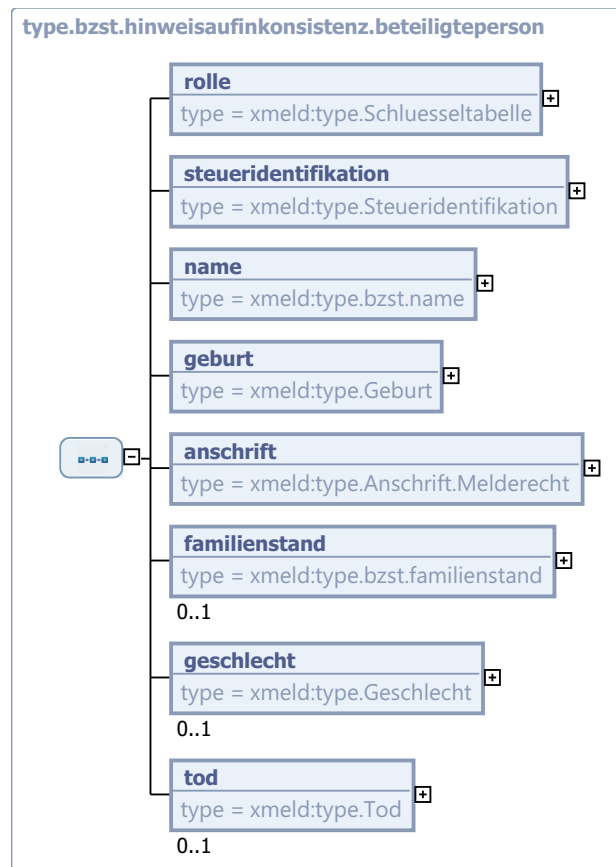 type.bzst.hinweisaufinkonsistenz.beteiligteperson
rolle
type = xmeld:type.Schluesseltabelle
steueridentifikation
type = xmeld:type.Steueridentifikation
name
type = xmeld:type.bzst.name
geburt
type = xmeld:type.Geburt
anschrift
type = xmeld:type.Anschrift.Melderecht
familienstand
type = xmeld:type.bzst.familienstand
0..1
geschlecht
type = xmeld:type.Geschlecht
0..1
tod
type = xmeld:type.Tod
0..1